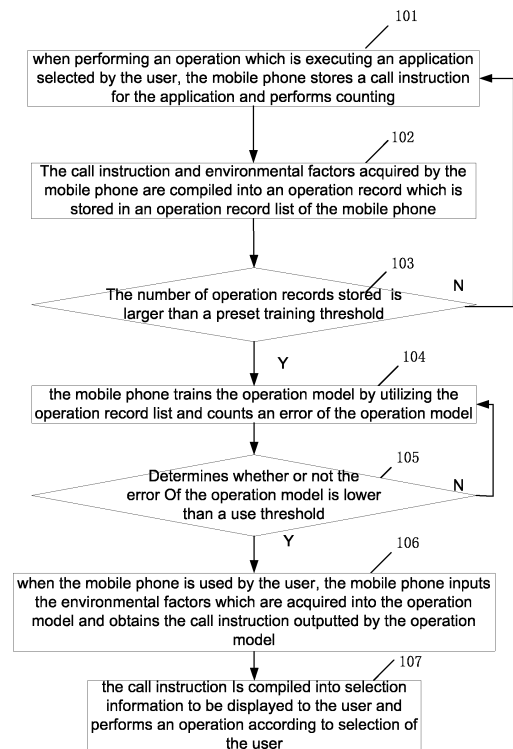 101
when performing an operation which is executing an application
selected by the user, the mobile phone stores a call instruction
for the application and performs counting
102
The call instruction and environmental factors acquired by the
mobile phone are compiled into an operation record which is
stored in an operation record list of the mobile phone
103
N
The number of operation records stored is
larger than a preset training threshold
Y
104
the mobile phone trains the operation model by utilizing the
operation record list and counts an error of the operation model
105
Determines whether or not the
N
error Of the operation model is lower
than a use threshold
Y
106
when the mobile phone is used by the user, the mobile phone inputs
the environmental factors which are acquired into the operation
model and obtains the call instruction outputted by the operation
model
107
the call instruction Is compiled into selection
information to be displayed to the user and
performs an operation according to selection of
the user